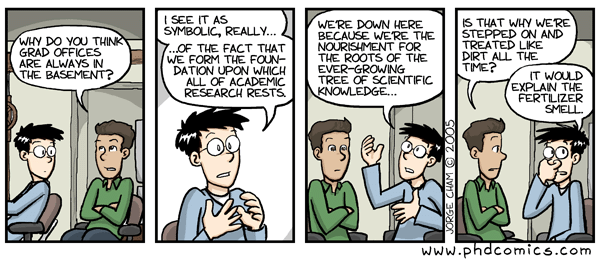 WHY DO YOU THINK
GRAD OFFICES
ARE ALWAYS IN
THE BASEMENT?
I SEE IT AS
SYMBOLIC, REALLY...
...OF THE FACT THAT
WE FORM THE FOUN-
DATION UPON WHICH
ALL OF ACADEMIC
RESEARCH RESTS.
WE'RE DOWN HERE
BECAUSE WE'RE THE
NOURISHMENT FOR
THE ROOTS OF THE
EVER-GROWING
TREE OF SCIENTIFIC
KNOWLEDGE...
JORGE CHAM © 2005
IS THAT WHY WE'RE
STEPPED ON AND
TREATED LIKE
DIRT ALL THE
TIME?
IT WOULD
EXPLAIN THE
FERTILIZER
SMELL.
www.phdcomics.com